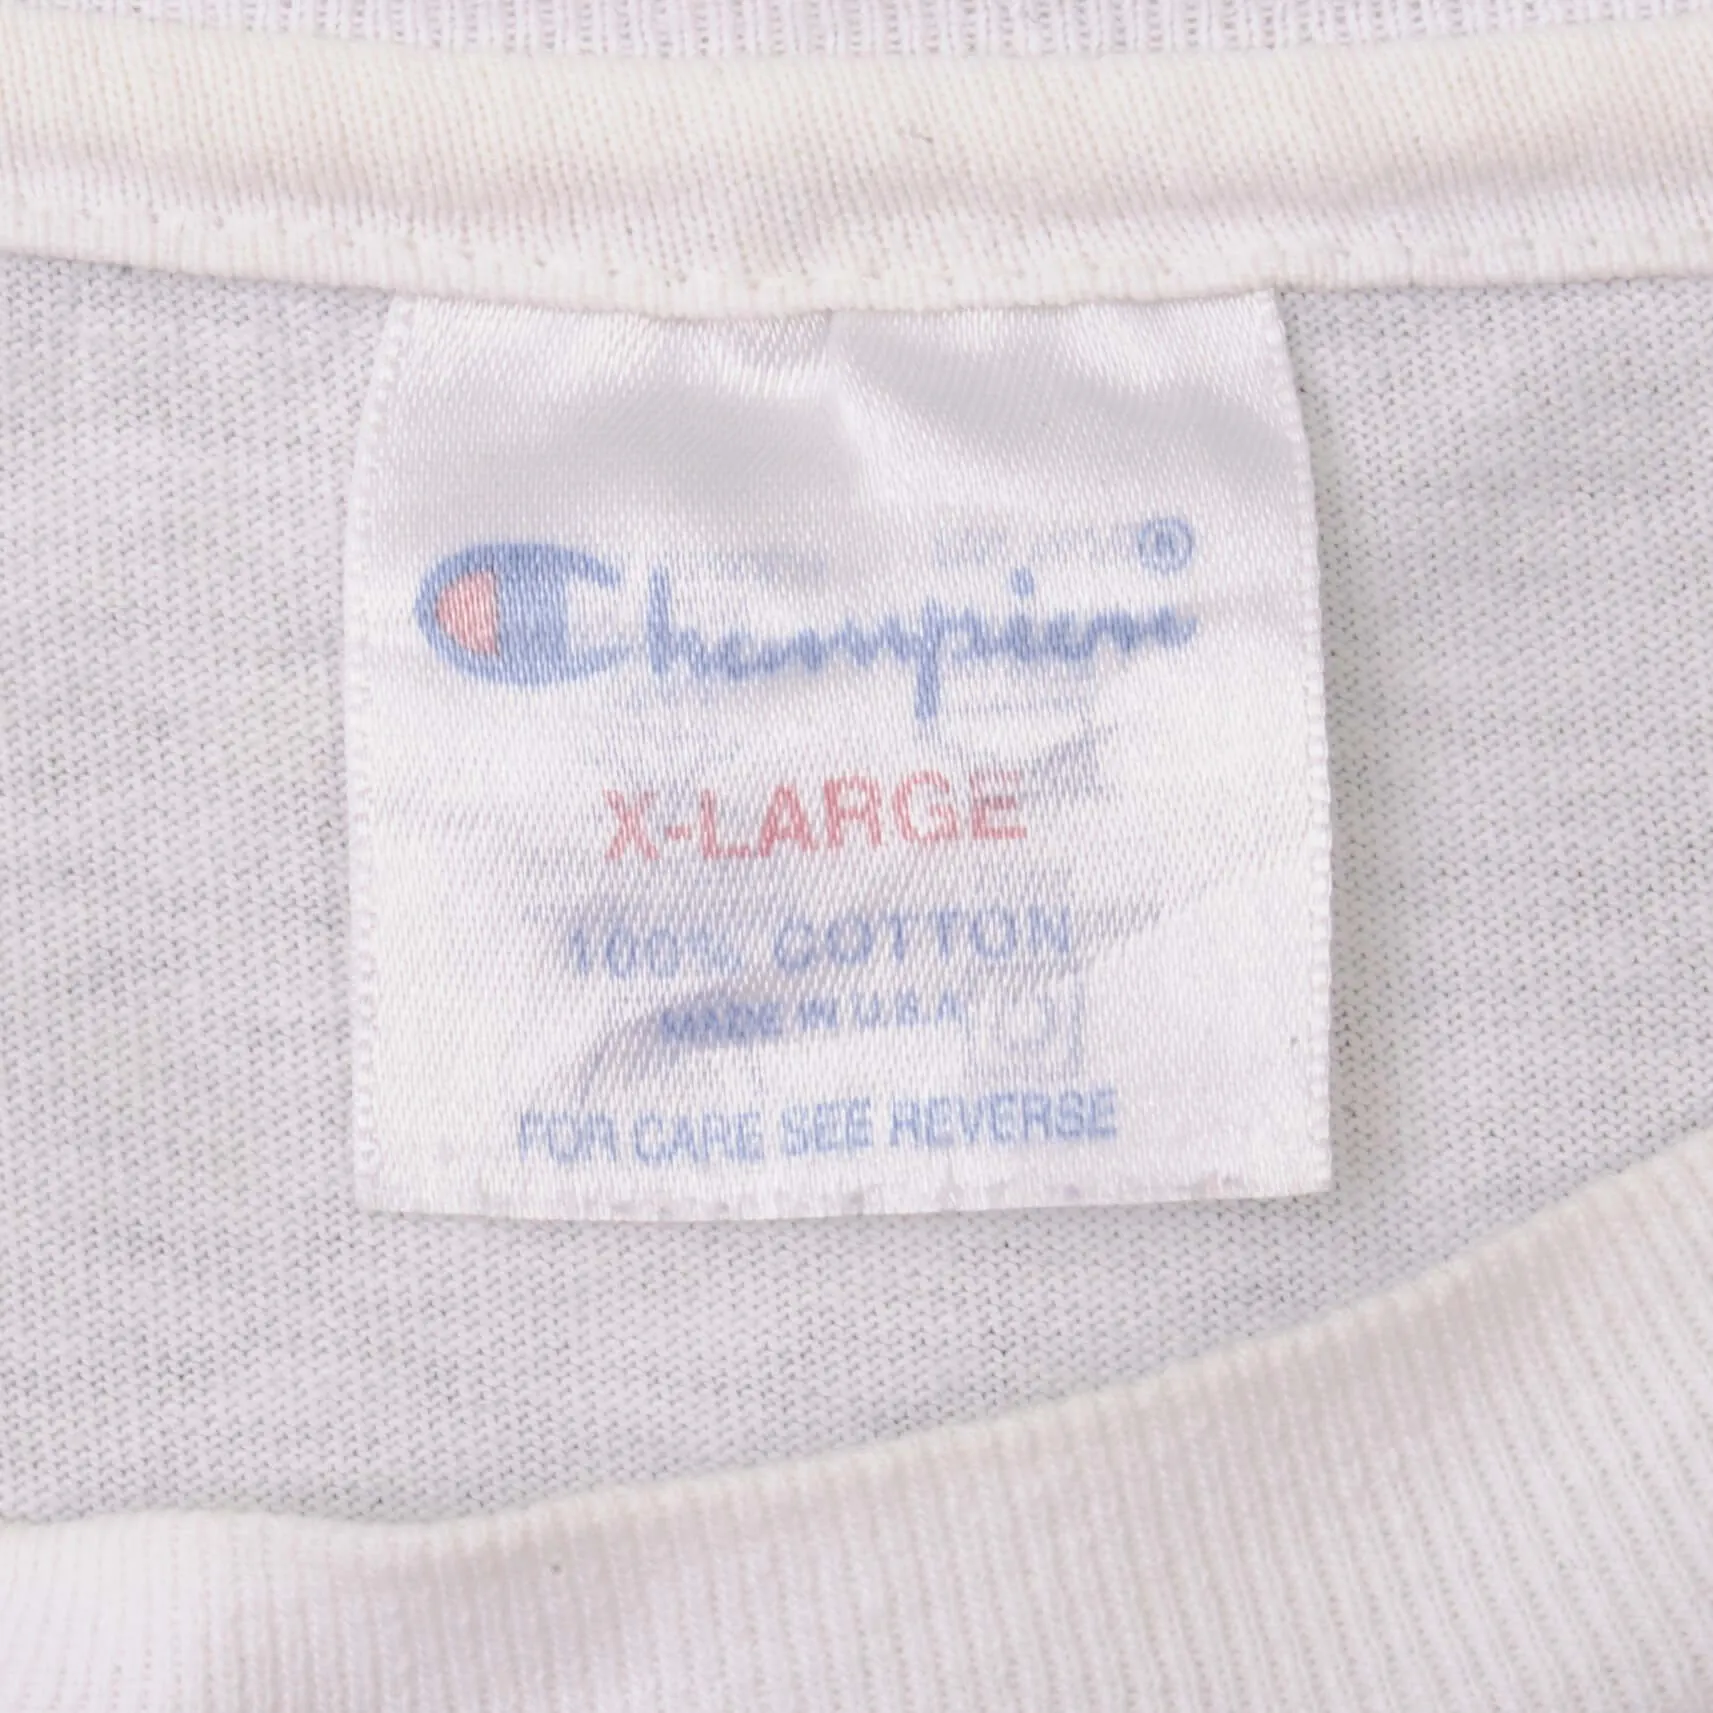 Champion®
X-LARGE
100% COTTON
MADE IN U.S.A.
FOR CARE SEE REVERSE